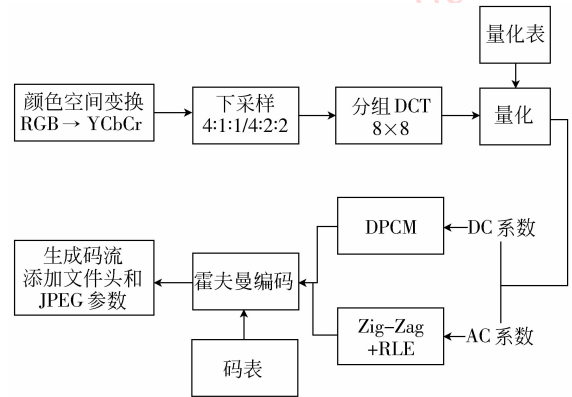 量化表
颜色空间变换
RGB → YCbCr
下采样
4:1:1/4:2:2
分组 DCT
8×8
量化
DPCM
DC 系数
生成码流
添加文件头和
JPEG 参数
霍夫曼编码
Zig-Zag
+RLE
AC 系数
码表